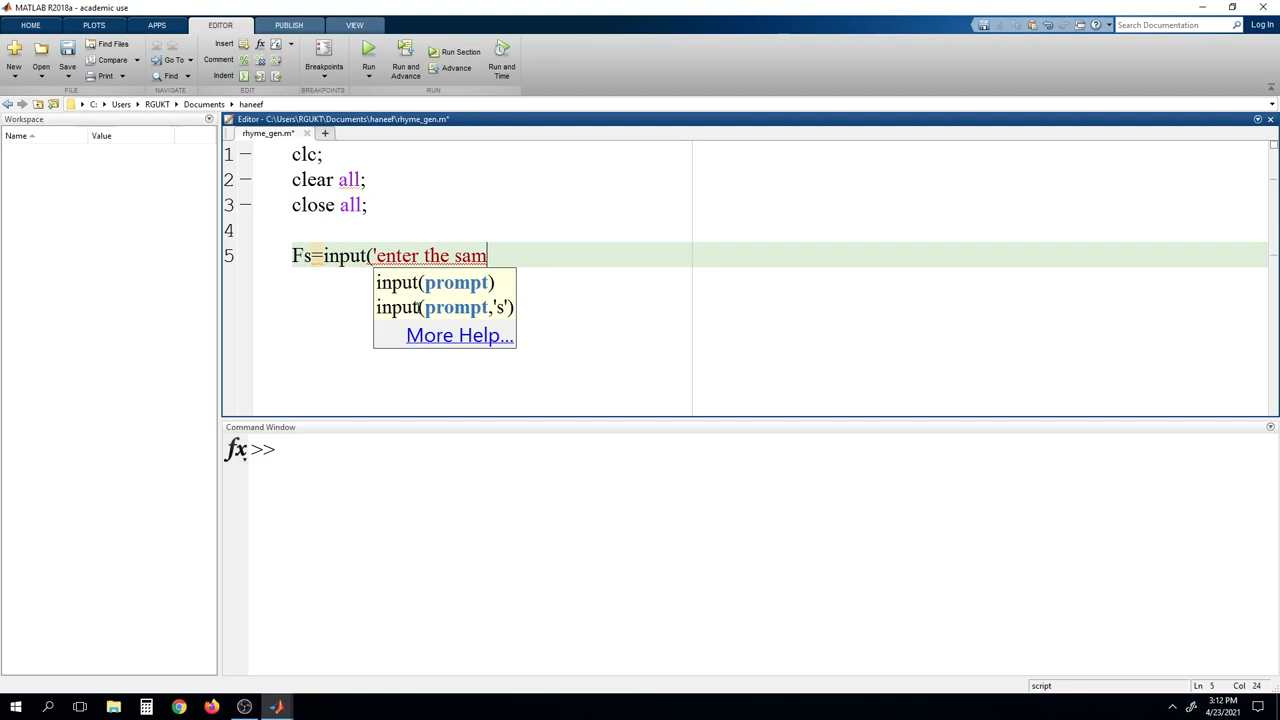 MATLAB R2018a - academic use
HOME PLOTS APPS EDITOR PUBLISH VIEW Search Documentation Log In
New Open Save Find Files Compare Print Go To Find Insert Comment Indent Breakpoints Run Run and Advance Run Section Advance Run and Time
FILE NAVIGATE EDIT BREAKPOINTS RUN
C: Users RGUKT Documents haneef
Workspace
Name Value
Editor - C:\Users\RGUKT\Documents\haneef\rhyme_gen.m*
rhyme_gen.m*
1 clc;
2 clear all;
3 close all;
4
5 Fs=input('enter the sam
input(prompt)
input(prompt,'s')
More Help...
Command Window
fx >>
script Ln 5 Col 24
3:12 PM
4/23/2021